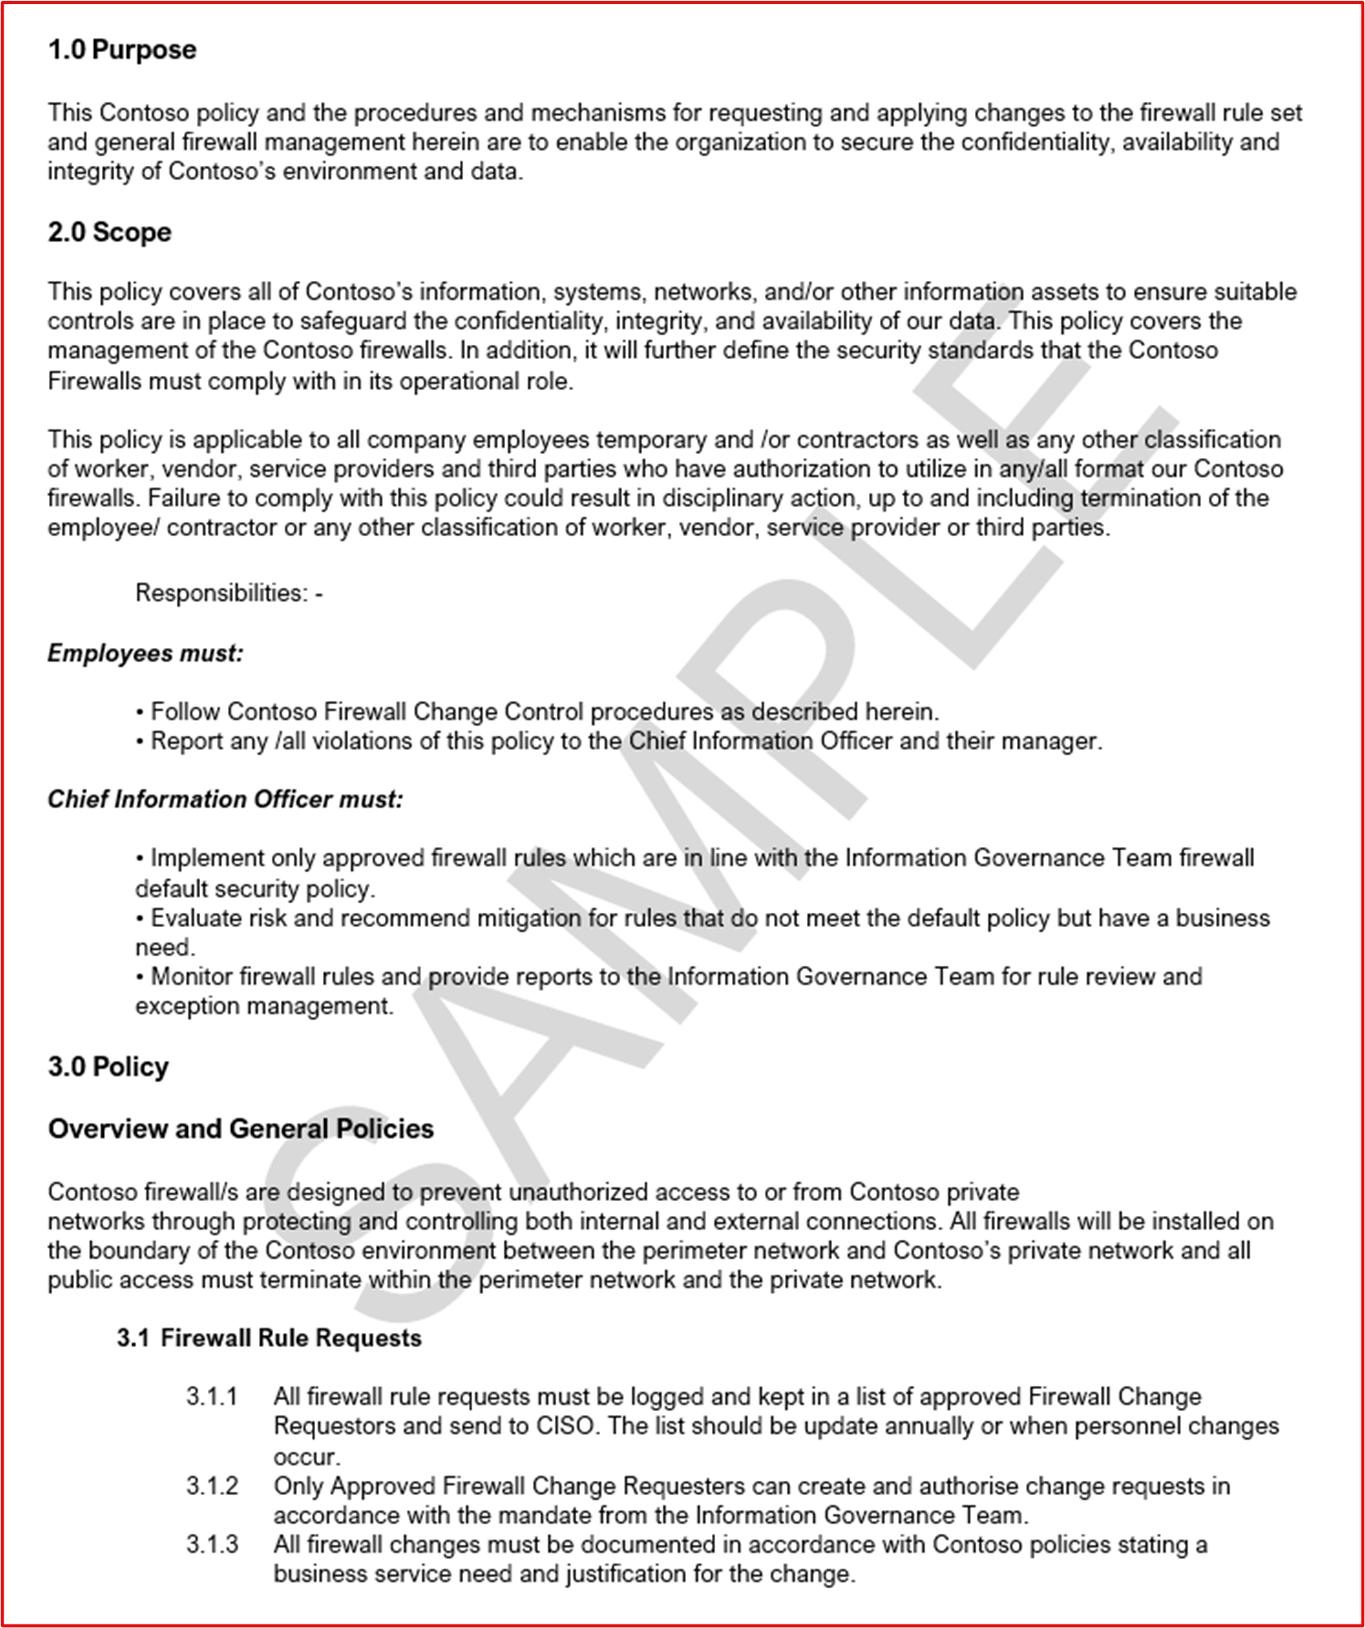 1.0 Purpose
This Contoso policy and the procedures and mechanisms for requesting and applying changes to the firewall rule set
and general firewall management herein are to enable the organization to secure the confidentiality, availability and
integrity of Contoso’s environment and data.
2.0 Scope
This policy covers all of Contoso’s information, systems, networks, and/or other information assets to ensure suitable
controls are in place to safeguard the confidentiality, integrity, and availability of our data. This policy covers the
management of the Contoso firewalls. In addition, it will further define the security standards that the Contoso
Firewalls must comply with in its operational role.
This policy is applicable to all company employees temporary and /or contractors as well as any other classification
of worker, vendor, service providers and third parties who have authorization to utilize in any/all format our Contoso
firewalls. Failure to comply with this policy could result in disciplinary action, up to and including termination of the
employee/ contractor or any other classification of worker, vendor, service provider or third parties.
Responsibilities: -
Employees must:
• Follow Contoso Firewall Change Control procedures as described herein.
• Report any /all violations of this policy to the Chief Information Officer and their manager.
Chief Information Officer must:
• Implement only approved firewall rules which are in line with the Information Governance Team firewall
default security policy.
• Evaluate risk and recommend mitigation for rules that do not meet the default policy but have a business
need.
• Monitor firewall rules and provide reports to the Information Governance Team for rule review and
exception management.
3.0 Policy
Overview and General Policies
Contoso firewall/s are designed to prevent unauthorized access to or from Contoso private
networks through protecting and controlling both internal and external connections. All firewalls will be installed on
the boundary of the Contoso environment between the perimeter network and Contoso’s private network and all
public access must terminate within the perimeter network and the private network.
3.1 Firewall Rule Requests
3.1.1 All firewall rule requests must be logged and kept in a list of approved Firewall Change
Requestors and send to CISO. The list should be update annually or when personnel changes
occur.
3.1.2 Only Approved Firewall Change Requesters can create and authorise change requests in
accordance with the mandate from the Information Governance Team.
3.1.3 All firewall changes must be documented in accordance with Contoso policies stating a
business service need and justification for the change.
SAMPLE